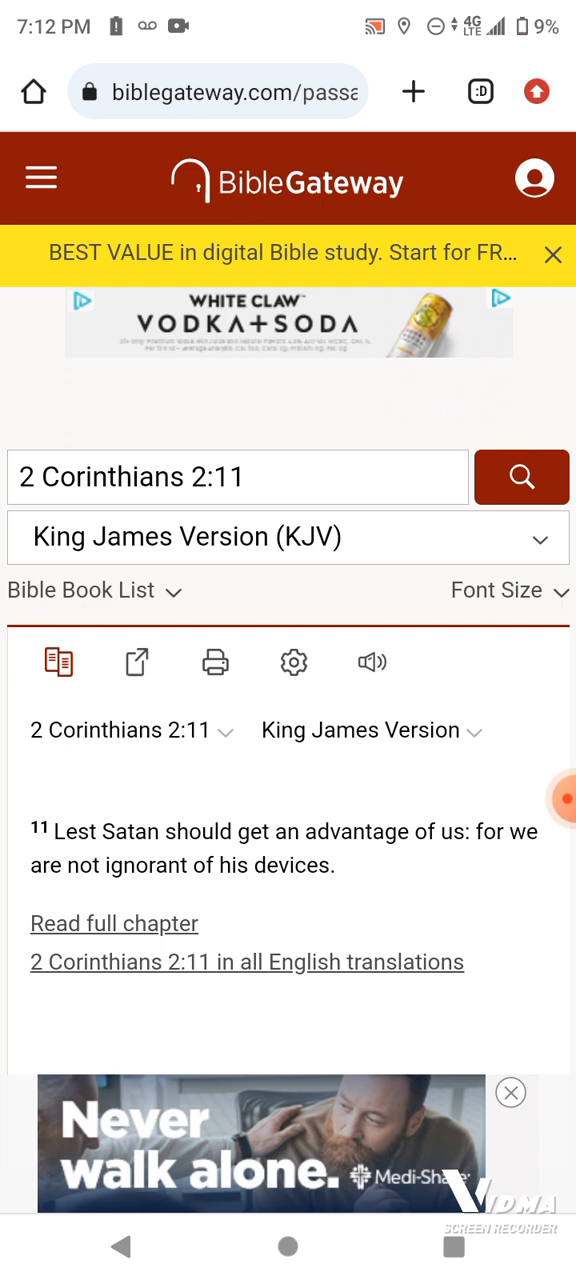 7:12 PM 4G LTE 9%
biblegateway.com/passa :D
BibleGateway
BEST VALUE in digital Bible study. Start for FR...
WHITE CLAW™
VODKA+SODA
2 Corinthians 2:11
King James Version (KJV)
Bible Book List Font Size
2 Corinthians 2:11 King James Version
11 Lest Satan should get an advantage of us: for we
are not ignorant of his devices.
Read full chapter
2 Corinthians 2:11 in all English translations
Never
walk alone. Medi-Sha
VIDMA
SCREEN RECORDER